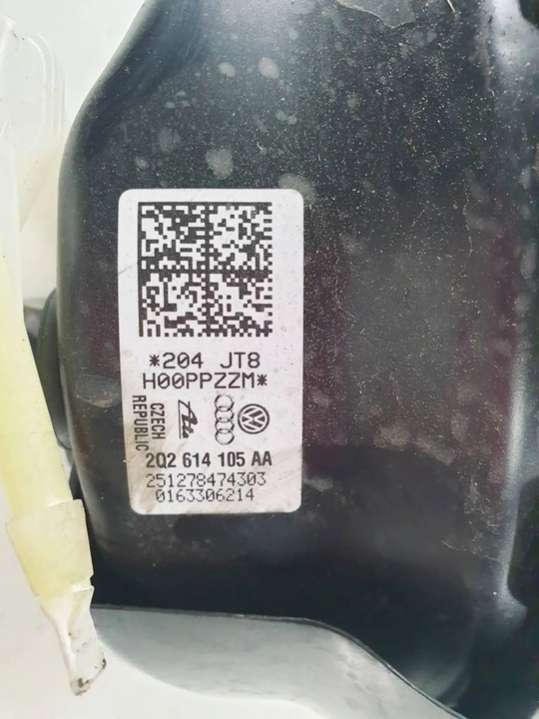 *204 JT8
H00PPZZM*
CZECH
REPUBLIC
2Q2 614 105 AA
251278474303
0163306214